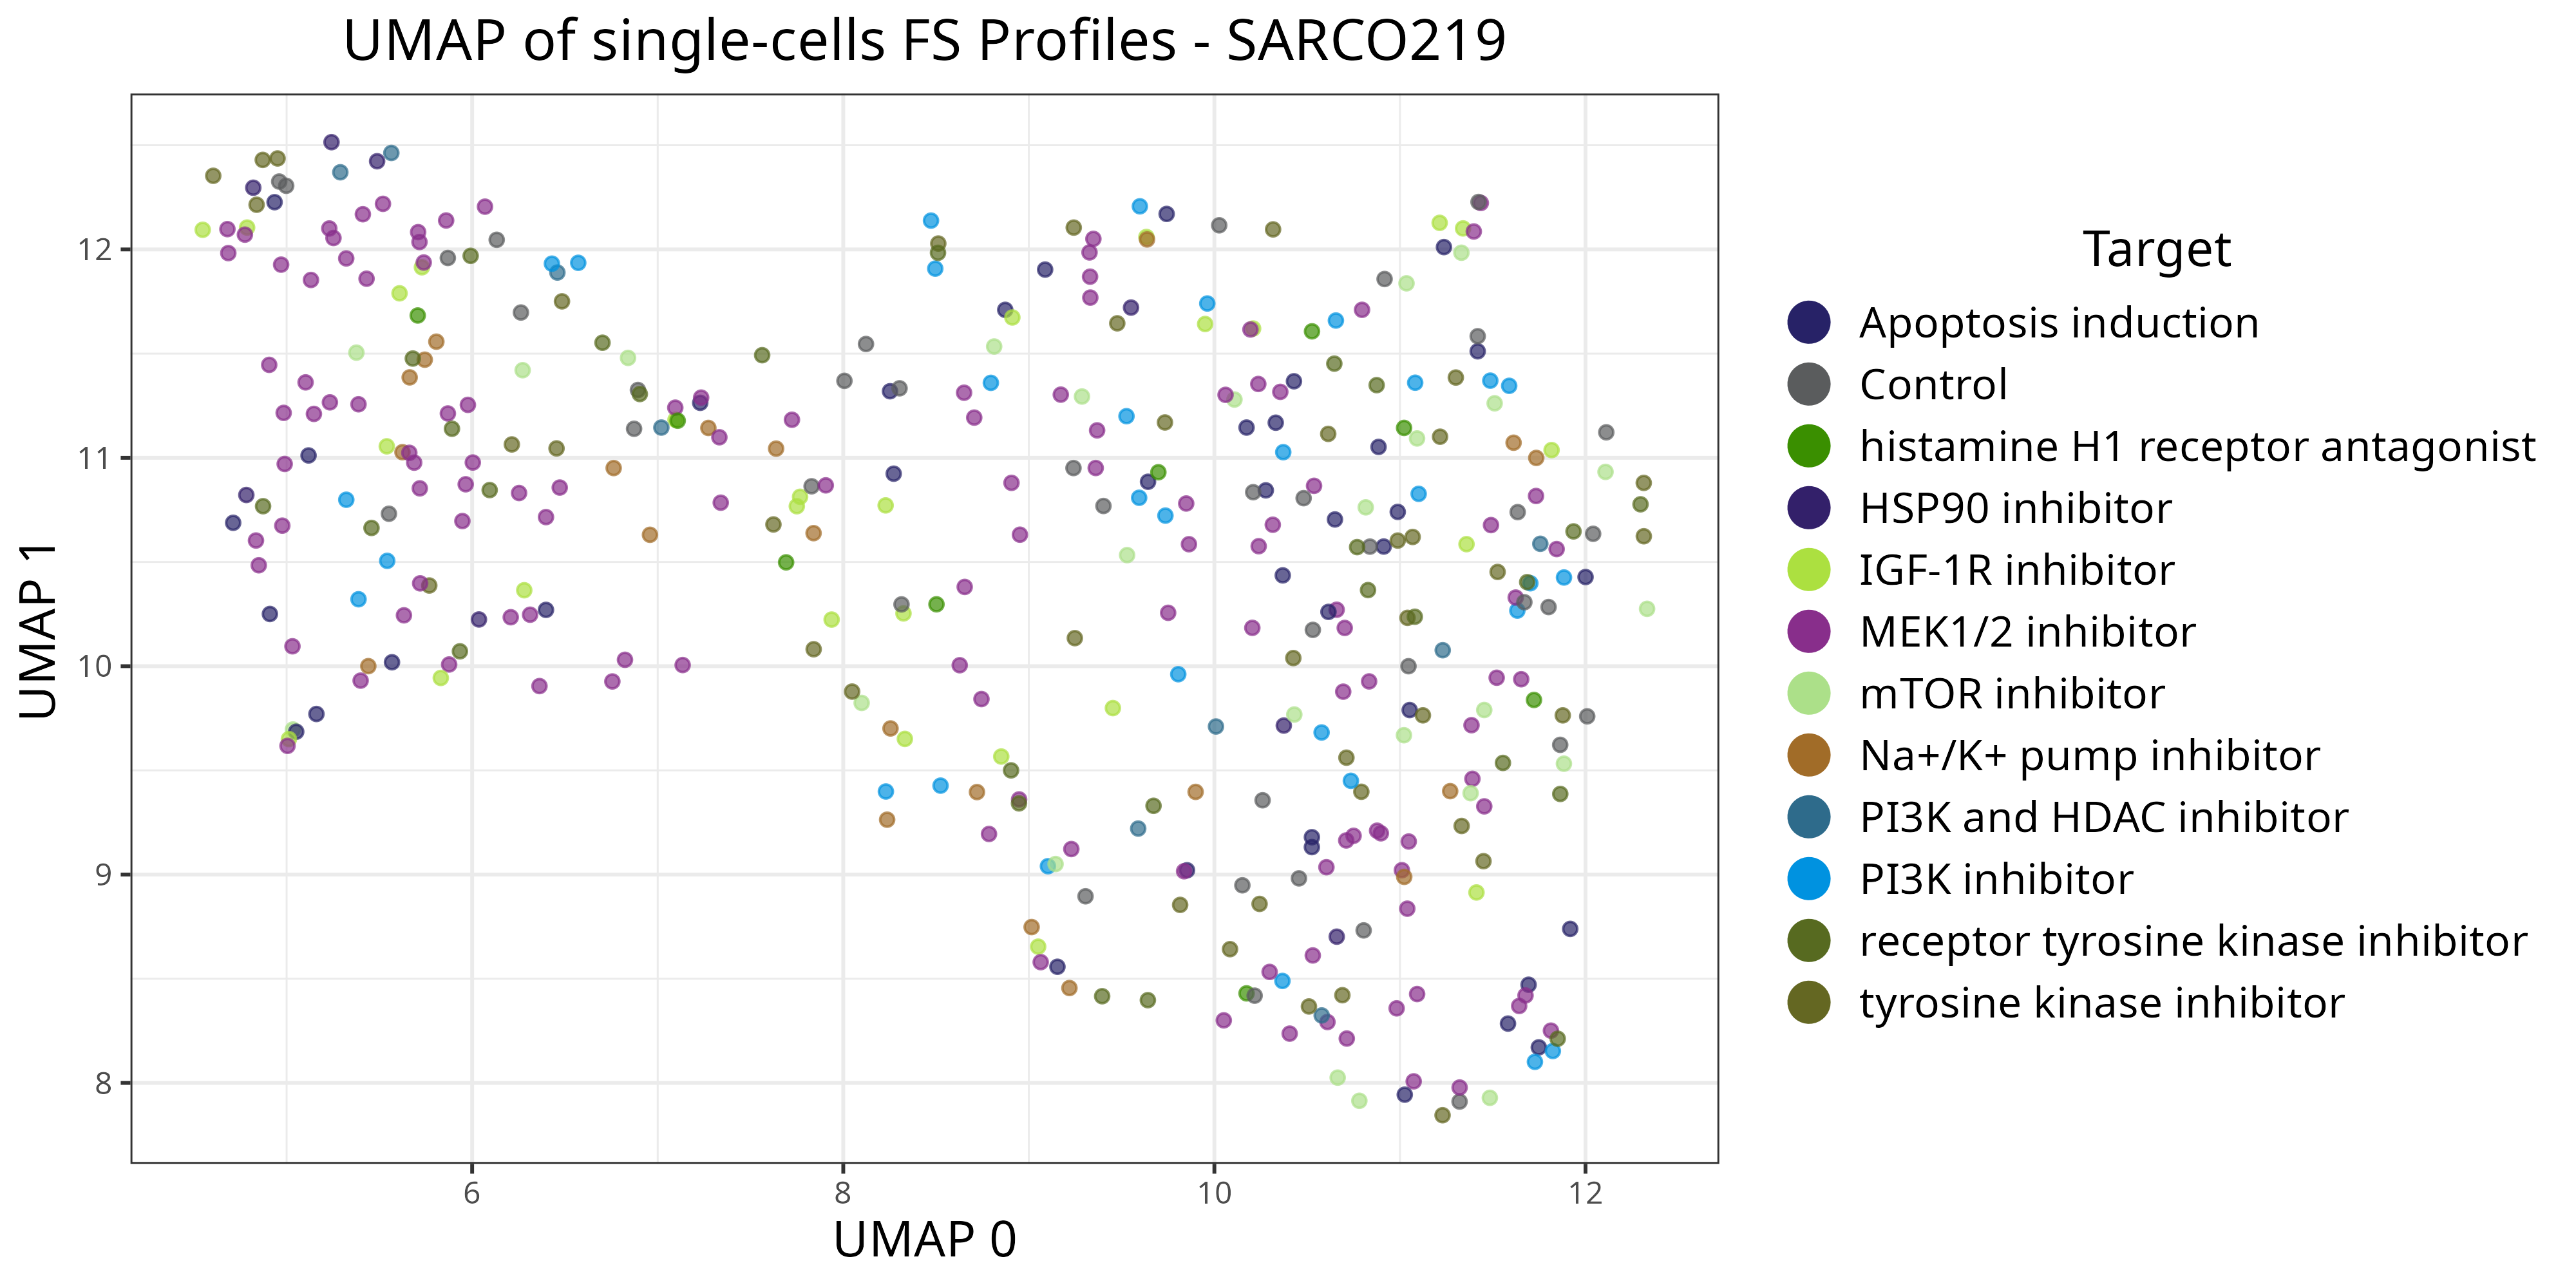 UMAP of single-cells FS Profiles - SARCO219
UMAP 1
12
11
10
9
8
6
8
10
12
UMAP 0
Target
Apoptosis induction
Control
histamine H1 receptor antagonist
HSP90 inhibitor
IGF-1R inhibitor
MEK1/2 inhibitor
mTOR inhibitor
Na+/K+ pump inhibitor
PI3K and HDAC inhibitor
PI3K inhibitor
receptor tyrosine kinase inhibitor
tyrosine kinase inhibitor